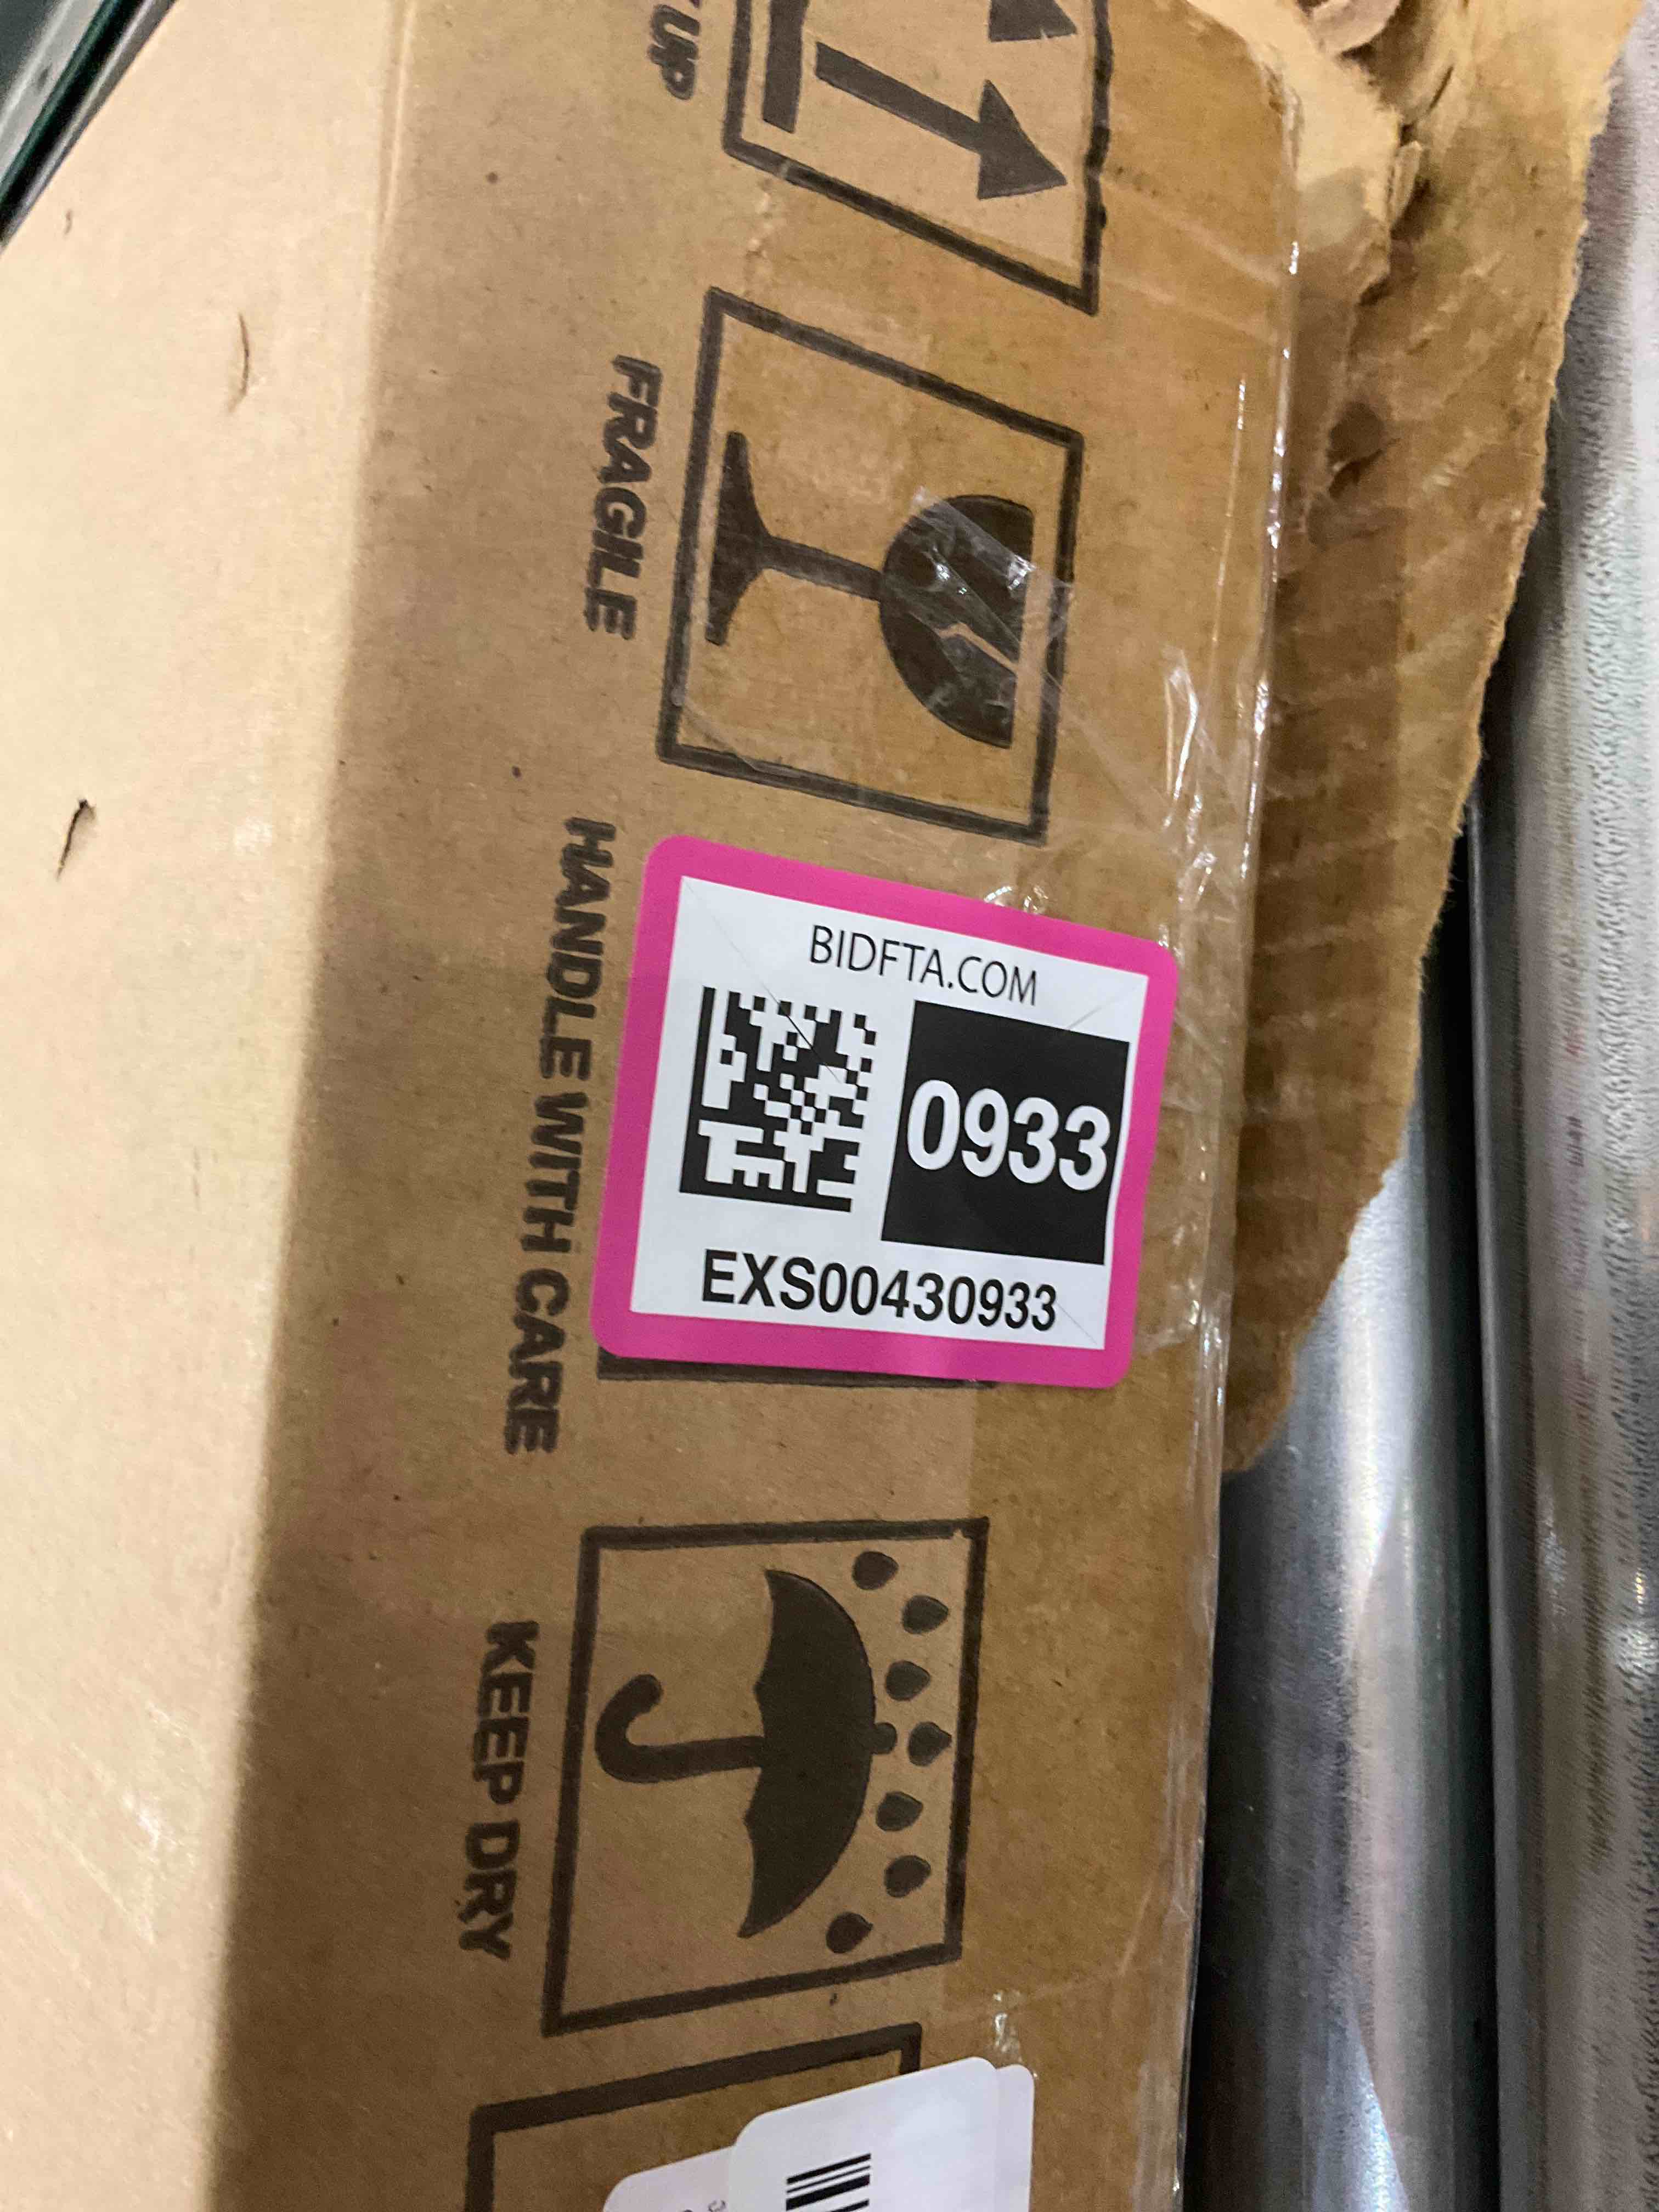 UP
FRAGILE
HANDLE WITH CARE
BIDFTA.COM
0933
EXS00430933
KEEP DRY